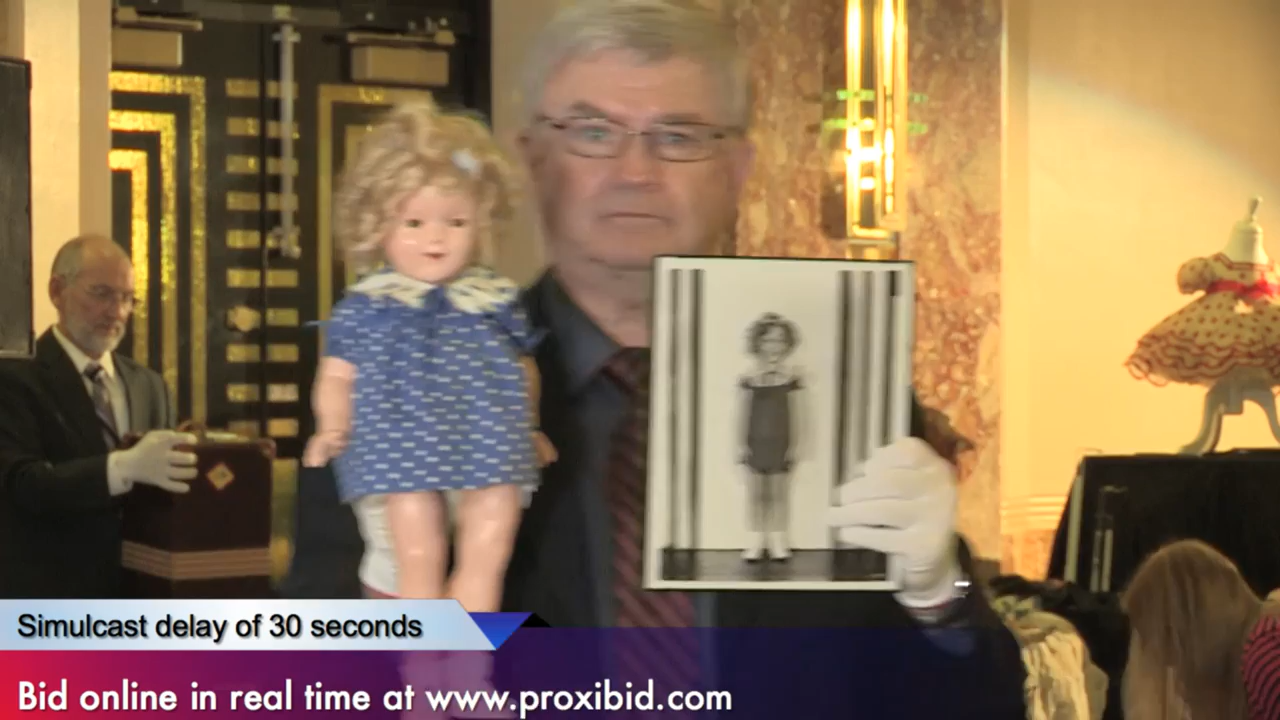 Simulcast delay of 30 seconds
Bid online in real time at www.proxibid.com